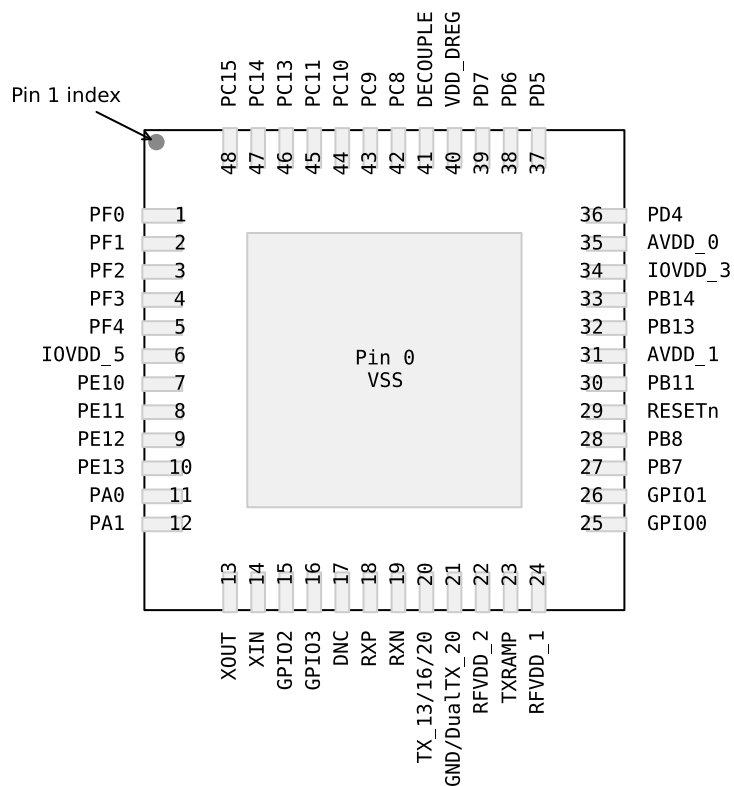 PC15
PC14
PC13
PC11
PC10
PC9
PC8
DECOUPLE
VDD_DREG
PD7
PD6
PD5
Pin 1 index
48
47
46
45
44
43
42
41
40
39
38
37
PF0 1
PF1 2
PF2 3
PF3 4
PF4 5
IOVDD_5 6
PE10 7
PE11 8
PE12 9
PE13 10
PA0 11
PA1 12
Pin 0
VSS
36 PD4
35 AVDD_0
34 IOVDD_3
33 PB14
32 PB13
31 AVDD_1
30 PB11
29 RESETn
28 PB8
27 PB7
26 GPIO1
25 GPIO0
13
14
15
16
17
18
19
20
21
22
23
24
XOUT
XIN
GPIO2
GPIO3
DNC
RXP
RXN
TX_13/16/20
GND/DualTX_20
RFVDD_2
TXRAMP
RFVDD_1